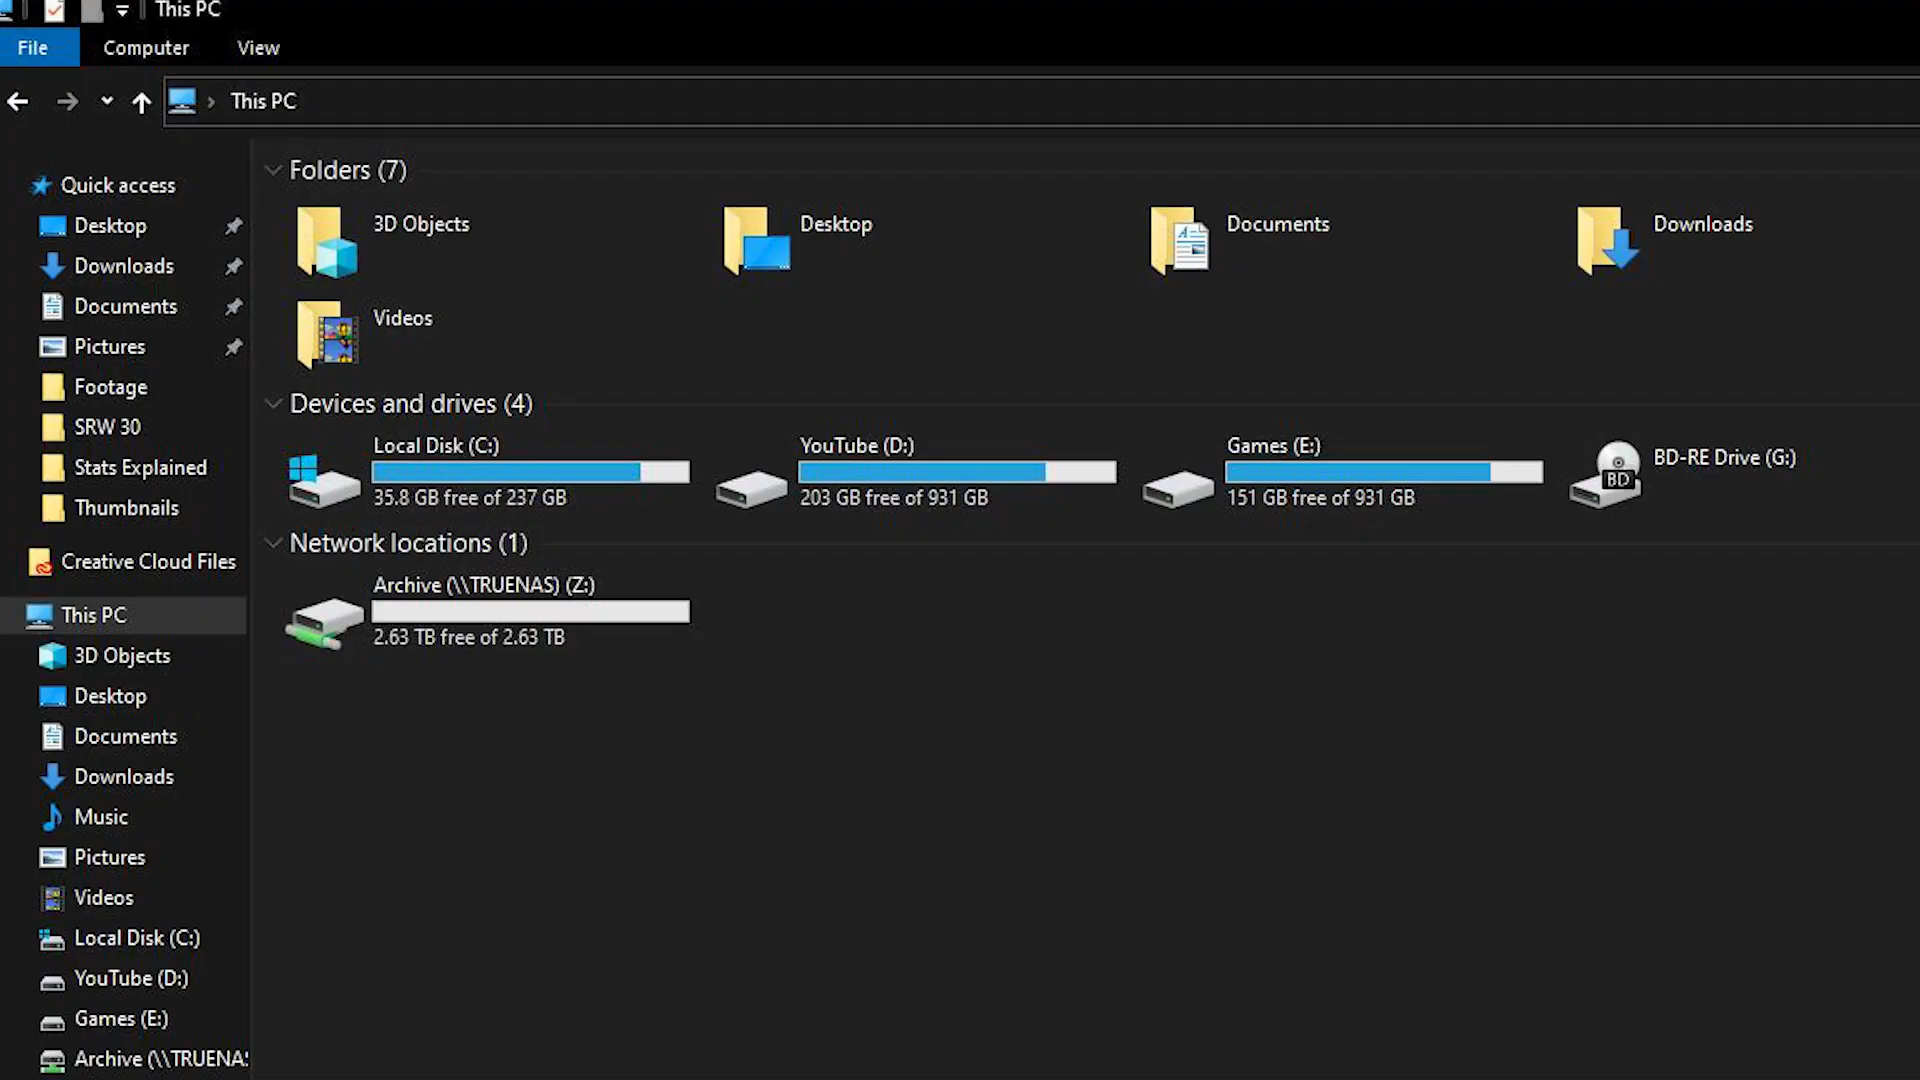 This PC
File
Computer
View
This PC
Quick access
Desktop
Downloads
Documents
Pictures
Footage
SRW 30
Stats Explained
Thumbnails
Creative Cloud Files
This PC
3D Objects
Desktop
Documents
Downloads
Music
Pictures
Videos
Local Disk (C:)
YouTube (D:)
Games (E:)
Archive (\\TRUENAS
Folders (7)
3D Objects
Desktop
Documents
Downloads
Videos
Devices and drives (4)
Local Disk (C:)
35.8 GB free of 237 GB
YouTube (D:)
203 GB free of 931 GB
Games (E:)
151 GB free of 931 GB
BD
BD-RE Drive (G:)
Network locations (1)
Archive (\\TRUENAS) (Z:)
2.63 TB free of 2.63 TB